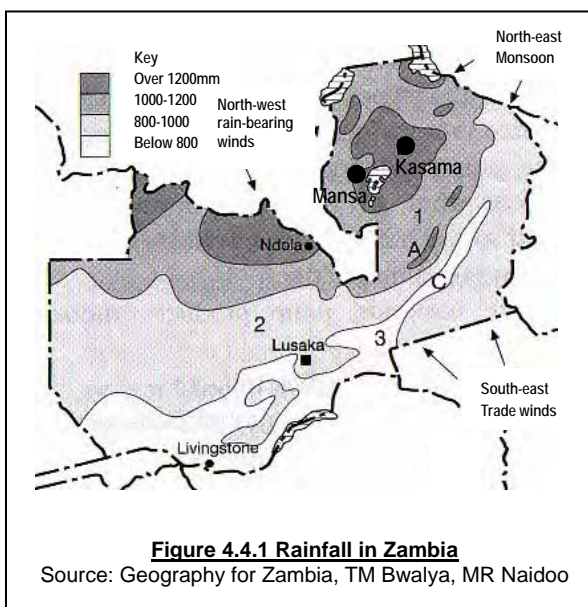 Key
Over 1200mm
1000-1200
800-1000
Below 800
North-west
rain-bearing
winds
North-east
Monsoon
Kasama
Mansa
1
Ndola
A
C
2
3
Lusaka
South-east
Trade winds
Livingstone
Figure 4.4.1 Rainfall in Zambia
Source: Geography for Zambia, TM Bwalya, MR Naidoo